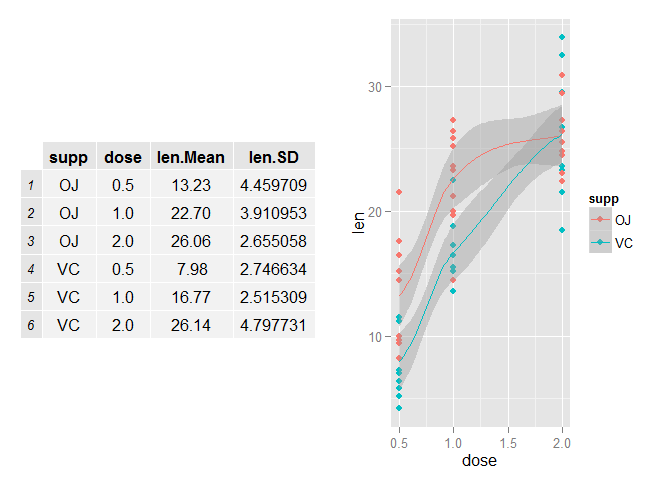 supp dose len.Mean len.SD
1 OJ 0.5 13.23 4.459709
2 OJ 1.0 22.70 3.910953
3 OJ 2.0 26.06 2.655058
4 VC 0.5 7.98 2.746634
5 VC 1.0 16.77 2.515309
6 VC 2.0 26.14 4.797731
len
30
20
10
0.5 1.0 1.5 2.0
dose
supp
OJ
VC